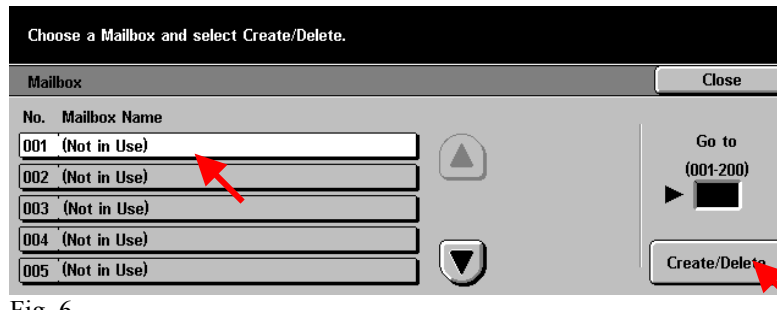 Choose a Mailbox and select Create/Delete.
Mailbox
Close
No. Mailbox Name
001 (Not in Use)
002 (Not in Use)
003 (Not in Use)
004 (Not in Use)
005 (Not in Use)
Go to
(001-200)
Create/Delete
Fig. 6